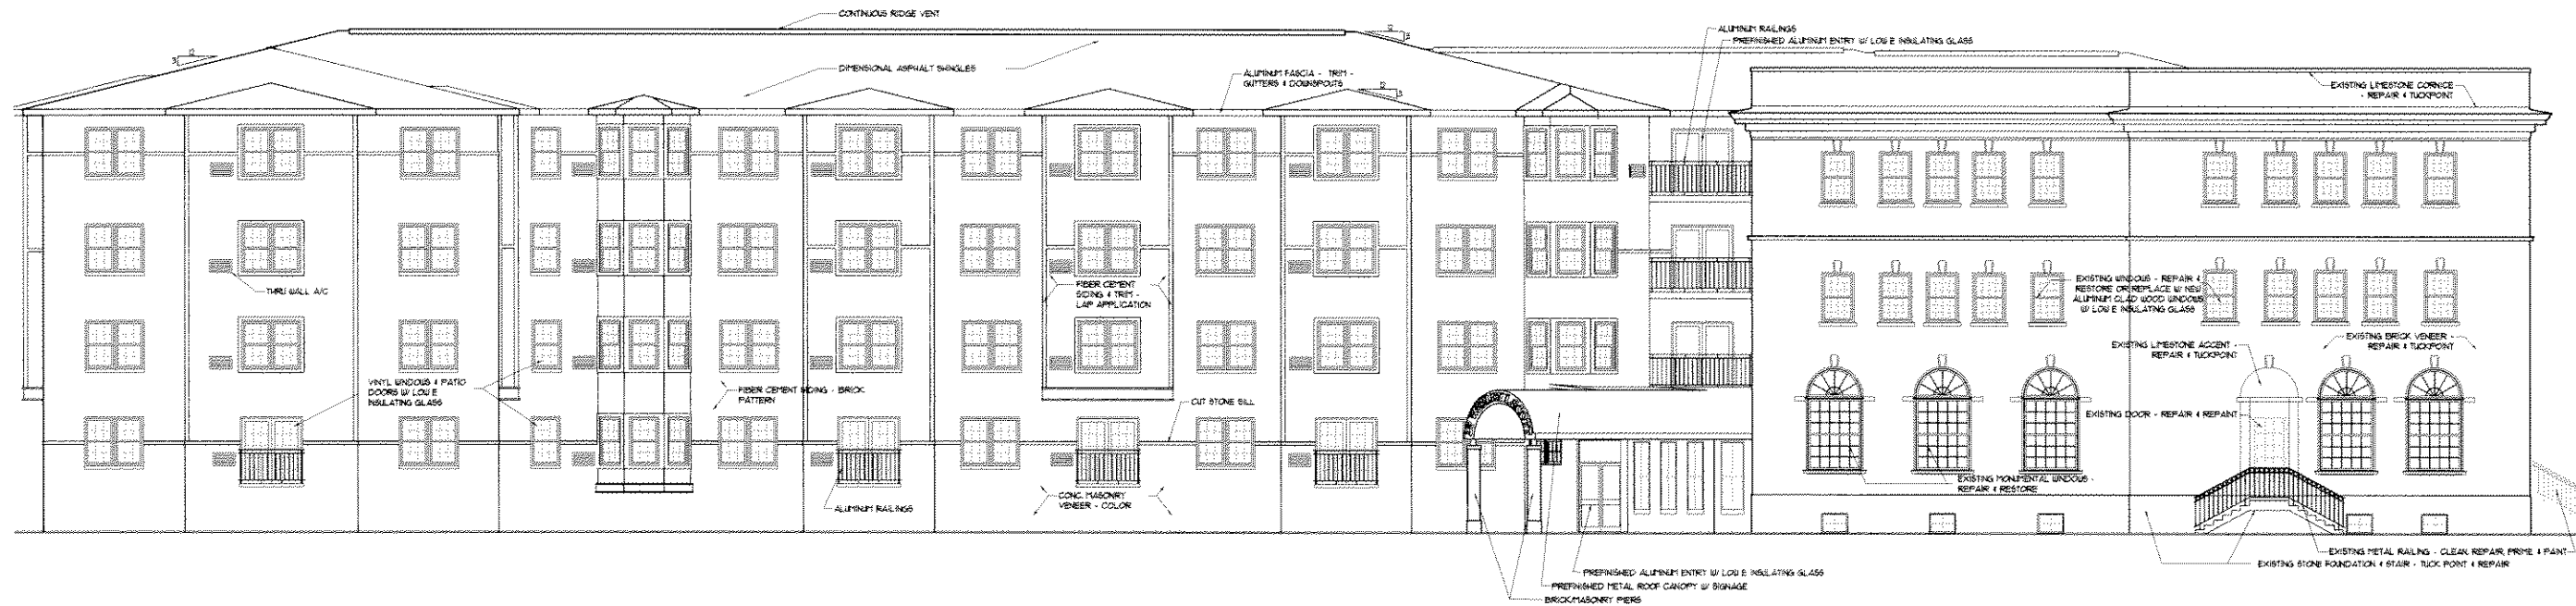 CONTINUOUS RIDGE VENT
12
3
12
ALUMINUM RAILINGS
PREFINISHED ALUMINUM ENTRY W/ LOW E INSULATING GLASS
DIMENSIONAL ASPHALT SHINGLES
ALUMINUM FASCIA - TRIM -
GUTTERS & DOWNSPOUTS
12
3
EXISTING LIMESTONE CORNICE
- REPAIR & TUCKPOINT
THRU WALL A/C
FIBER CEMENT
SIDING & TRIM -
LAP APPLICATION
EXISTING WINDOWS - REPAIR &
RESTORE OR REPLACE W/ NEW
ALUMINUM CLAD WOOD WINDOWS
W/ LOW E INSULATING GLASS
EXISTING LIMESTONE ACCENT -
REPAIR & TUCKPOINT
EXISTING BRICK VENEER -
REPAIR & TUCKPOINT
VINYL WINDOWS & PATIO
DOORS W/ LOW E
INSULATING GLASS
FIBER CEMENT SIDING - BRICK
PATTERN
CUT STONE SILL
EXISTING DOOR - REPAIR & REPAINT
EXISTING MONUMENTAL WINDOWS -
REPAIR & RESTORE
CONC. MASONRY
VENEER - COLOR
ALUMINUM RAILINGS
EXISTING METAL RAILING - CLEAN, REPAIR, PRIME & PAINT
EXISTING STONE FOUNDATION & STAIR - TUCK POINT & REPAIR
PREFINISHED ALUMINUM ENTRY W/ LOW E INSULATING GLASS
PREFINISHED METAL ROOF CANOPY W/ SIGNAGE
BRICK/MASONRY PIERS